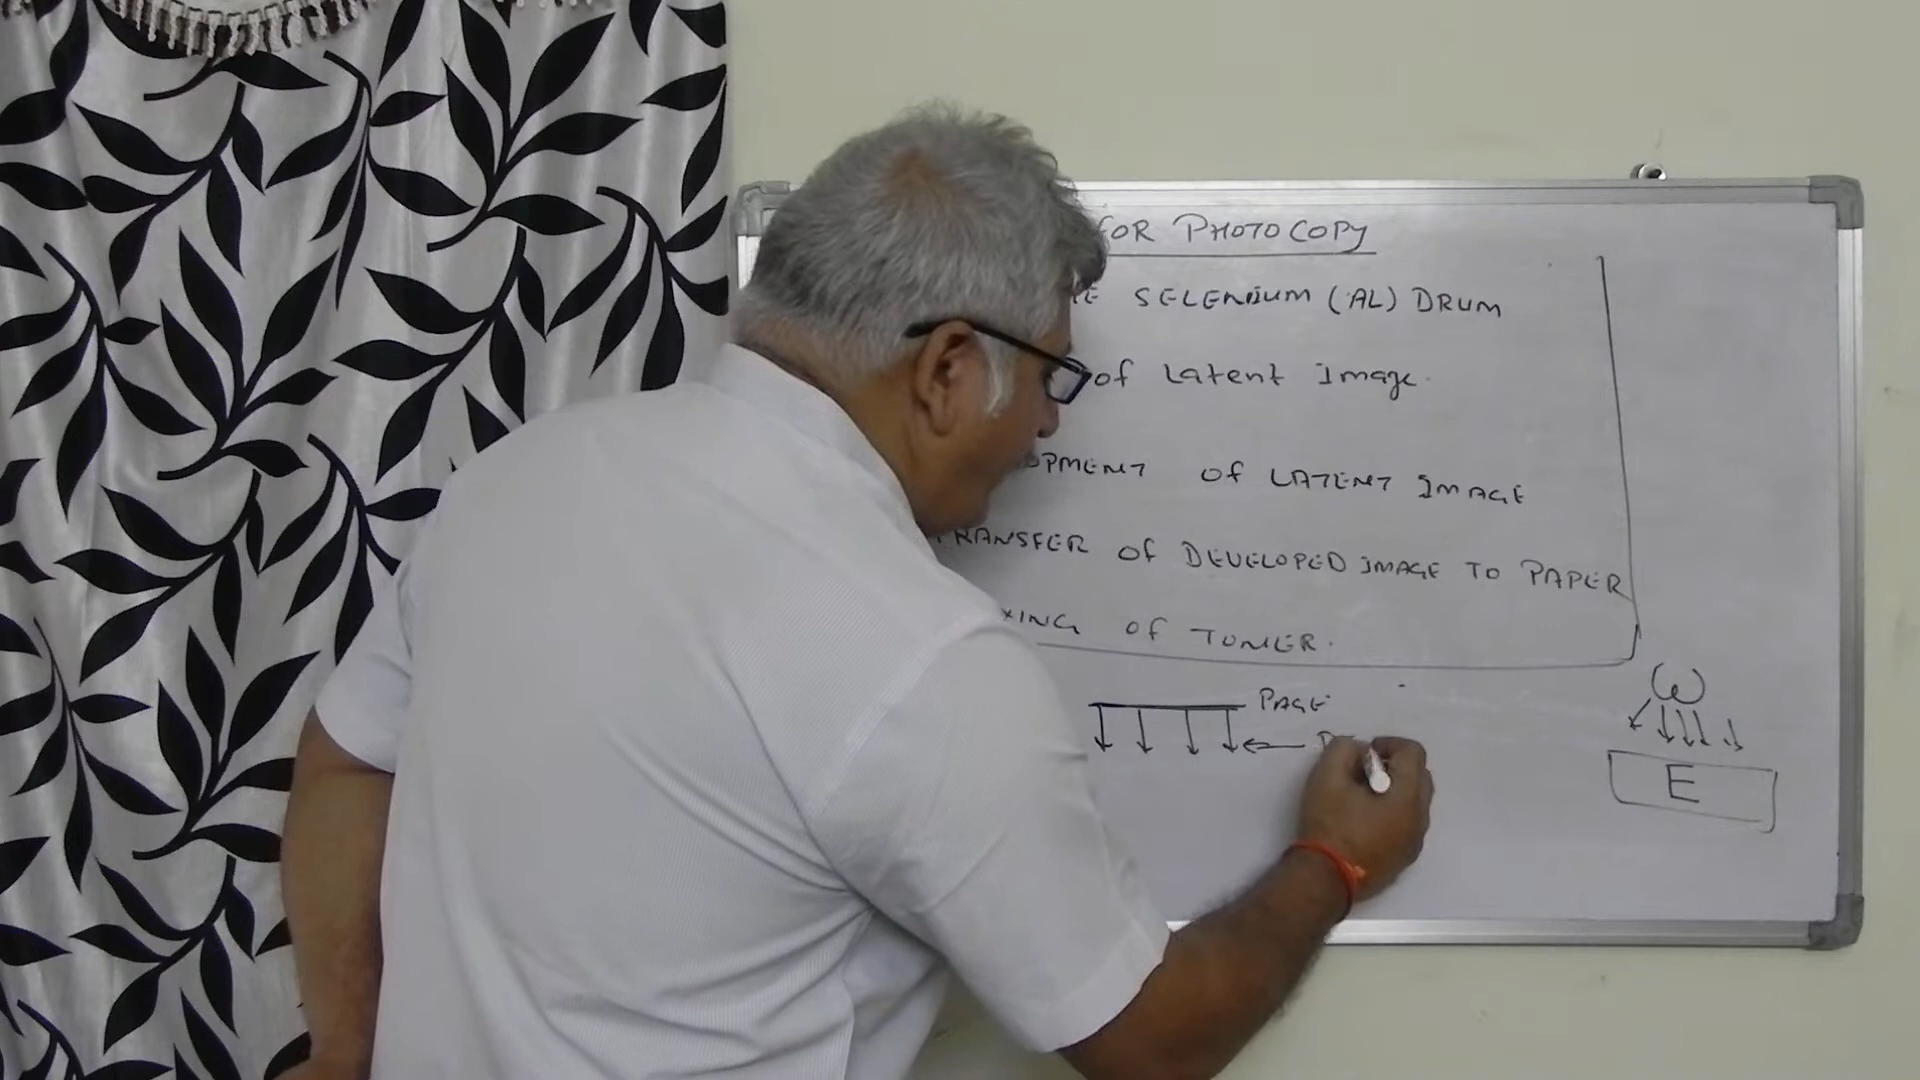 FOR PHOTOCOPY
SELENIUM (AL) DRUM
of Latent Image.
OPMENT of LATENT IMAGE
TRANSFER of DEVELOPED IMAGE TO PAPER
XING of TONER.
PAGE
E